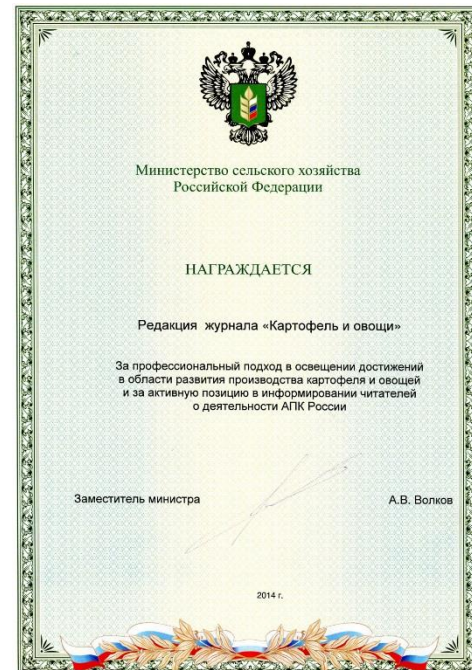 Министерство сельского хозяйства
Российской Федерации
НАГРАЖДАЕТСЯ
Редакция журнала «Картофель и овощи»
За профессиональный подход в освещении достижений
в области развития производства картофеля и овощей
и за активную позицию в информировании читателей
о деятельности АПК России
Заместитель министра А.В. Волков
2014 г.